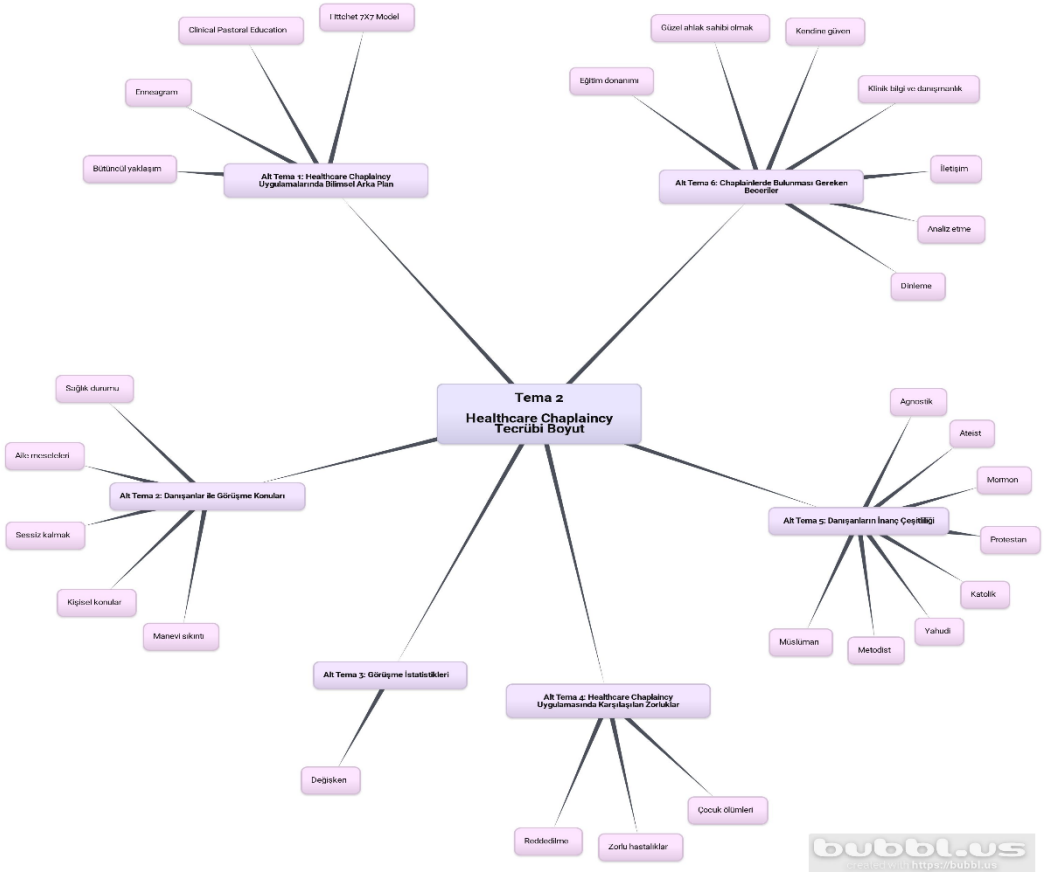 Tema 2
Healthcare Chaplaincy
Tecrübi Boyut
Alt Tema 1: Healthcare Chaplaincy
Uygulamalarında Bilimsel Arka Plan
Bütüncül yaklaşım
Enneagram
Clinical Pastoral Education
7X7 Model
Alt Tema 6: Chaplainlerde Bulunması Gereken
Beceriler
Eğitim donanımı
Güzel ahlak sahibi olmak
Kendine güven
Klinik bilgi ve danışmanlık
İletişim
Analiz etme
Dinleme
Alt Tema 2: Danışanlar ile Görüşme Konuları
Sağlık durumu
Aile meseleleri
Sessiz kalmak
Kişisel konular
Manevi sıkıntı
Alt Tema 5: Danışanların İnanç Çeşitliliği
Agnostik
Ateist
Mormon
Protestan
Katolik
Yahudi
Metodist
Müslüman
Alt Tema 3: Görüşme İstatistikleri
Değişken
Alt Tema 4: Healthcare Chaplaincy
Uygulamasında Karşılaşılan Zorluklar
Reddedilme
Zorlu hastalıklar
Çocuk ölümleri
bubbl.us
created with https://bubbl.us